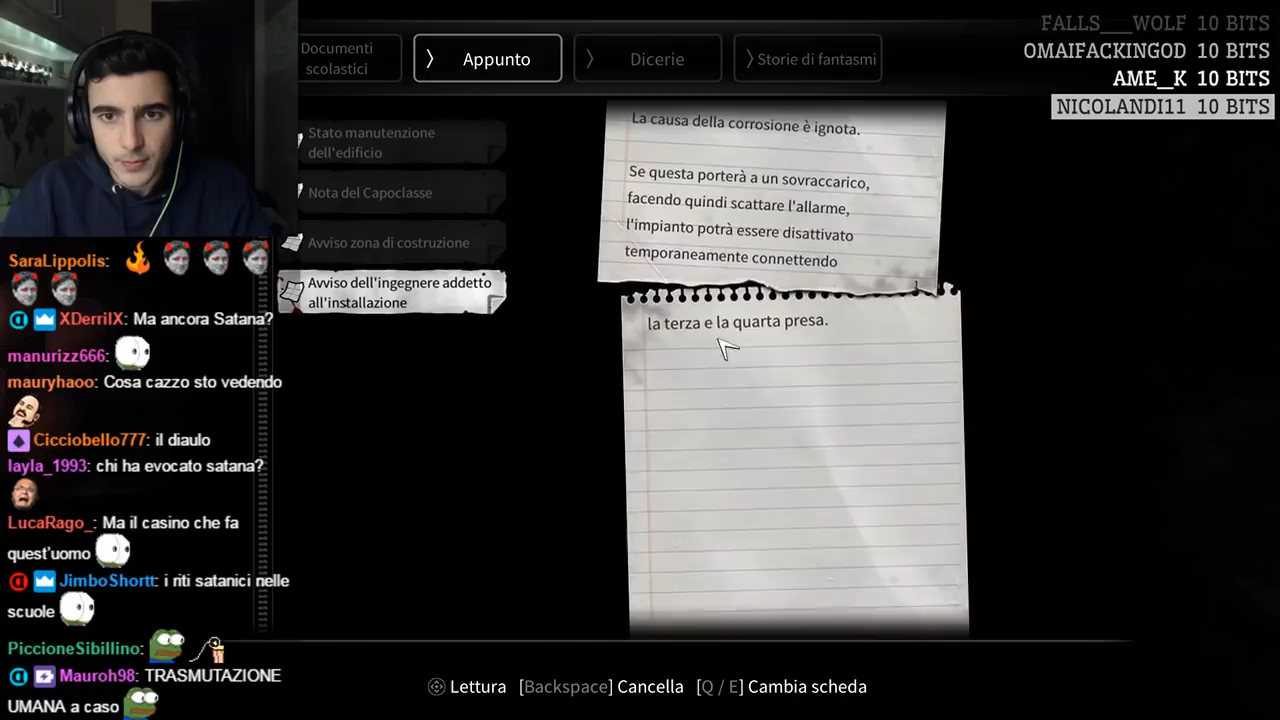 FALLS___WOLF 10 BITS
OMAIFACKINGOD 10 BITS
AME_K 10 BITS
NICOLANDI11 10 BITS
Documenti
scolastici
Appunto
Dicerie
Storie di fantasmi
Stato manutenzione
dell'edificio
Nota del Capoclasse
Avviso zona di costruzione
Avviso dell'ingegnere addetto
all'installazione
La causa della corrosione è ignota.
Se questa porterà a un sovraccarico,
facendo quindi scattare l'allarme,
l'impianto potrà essere disattivato
temporaneamente connettendo
la terza e la quarta presa.
SaraLippolis:
XDerrilX: Ma ancora Satana?
manurizz666:
mauryhaoo: Cosa cazzo sto vedendo
Cicciobello777: il diaulo
layla_1993: chi ha evocato satana?
LucaRago_: Ma il casino che fa
quest'uomo
JimboShortt: i riti satanici nelle
scuole
PiccioneSibillino:
Mauroh98: TRASMUTAZIONE
UMANA a caso
Lettura [Backspace] Cancella [Q / E] Cambia scheda